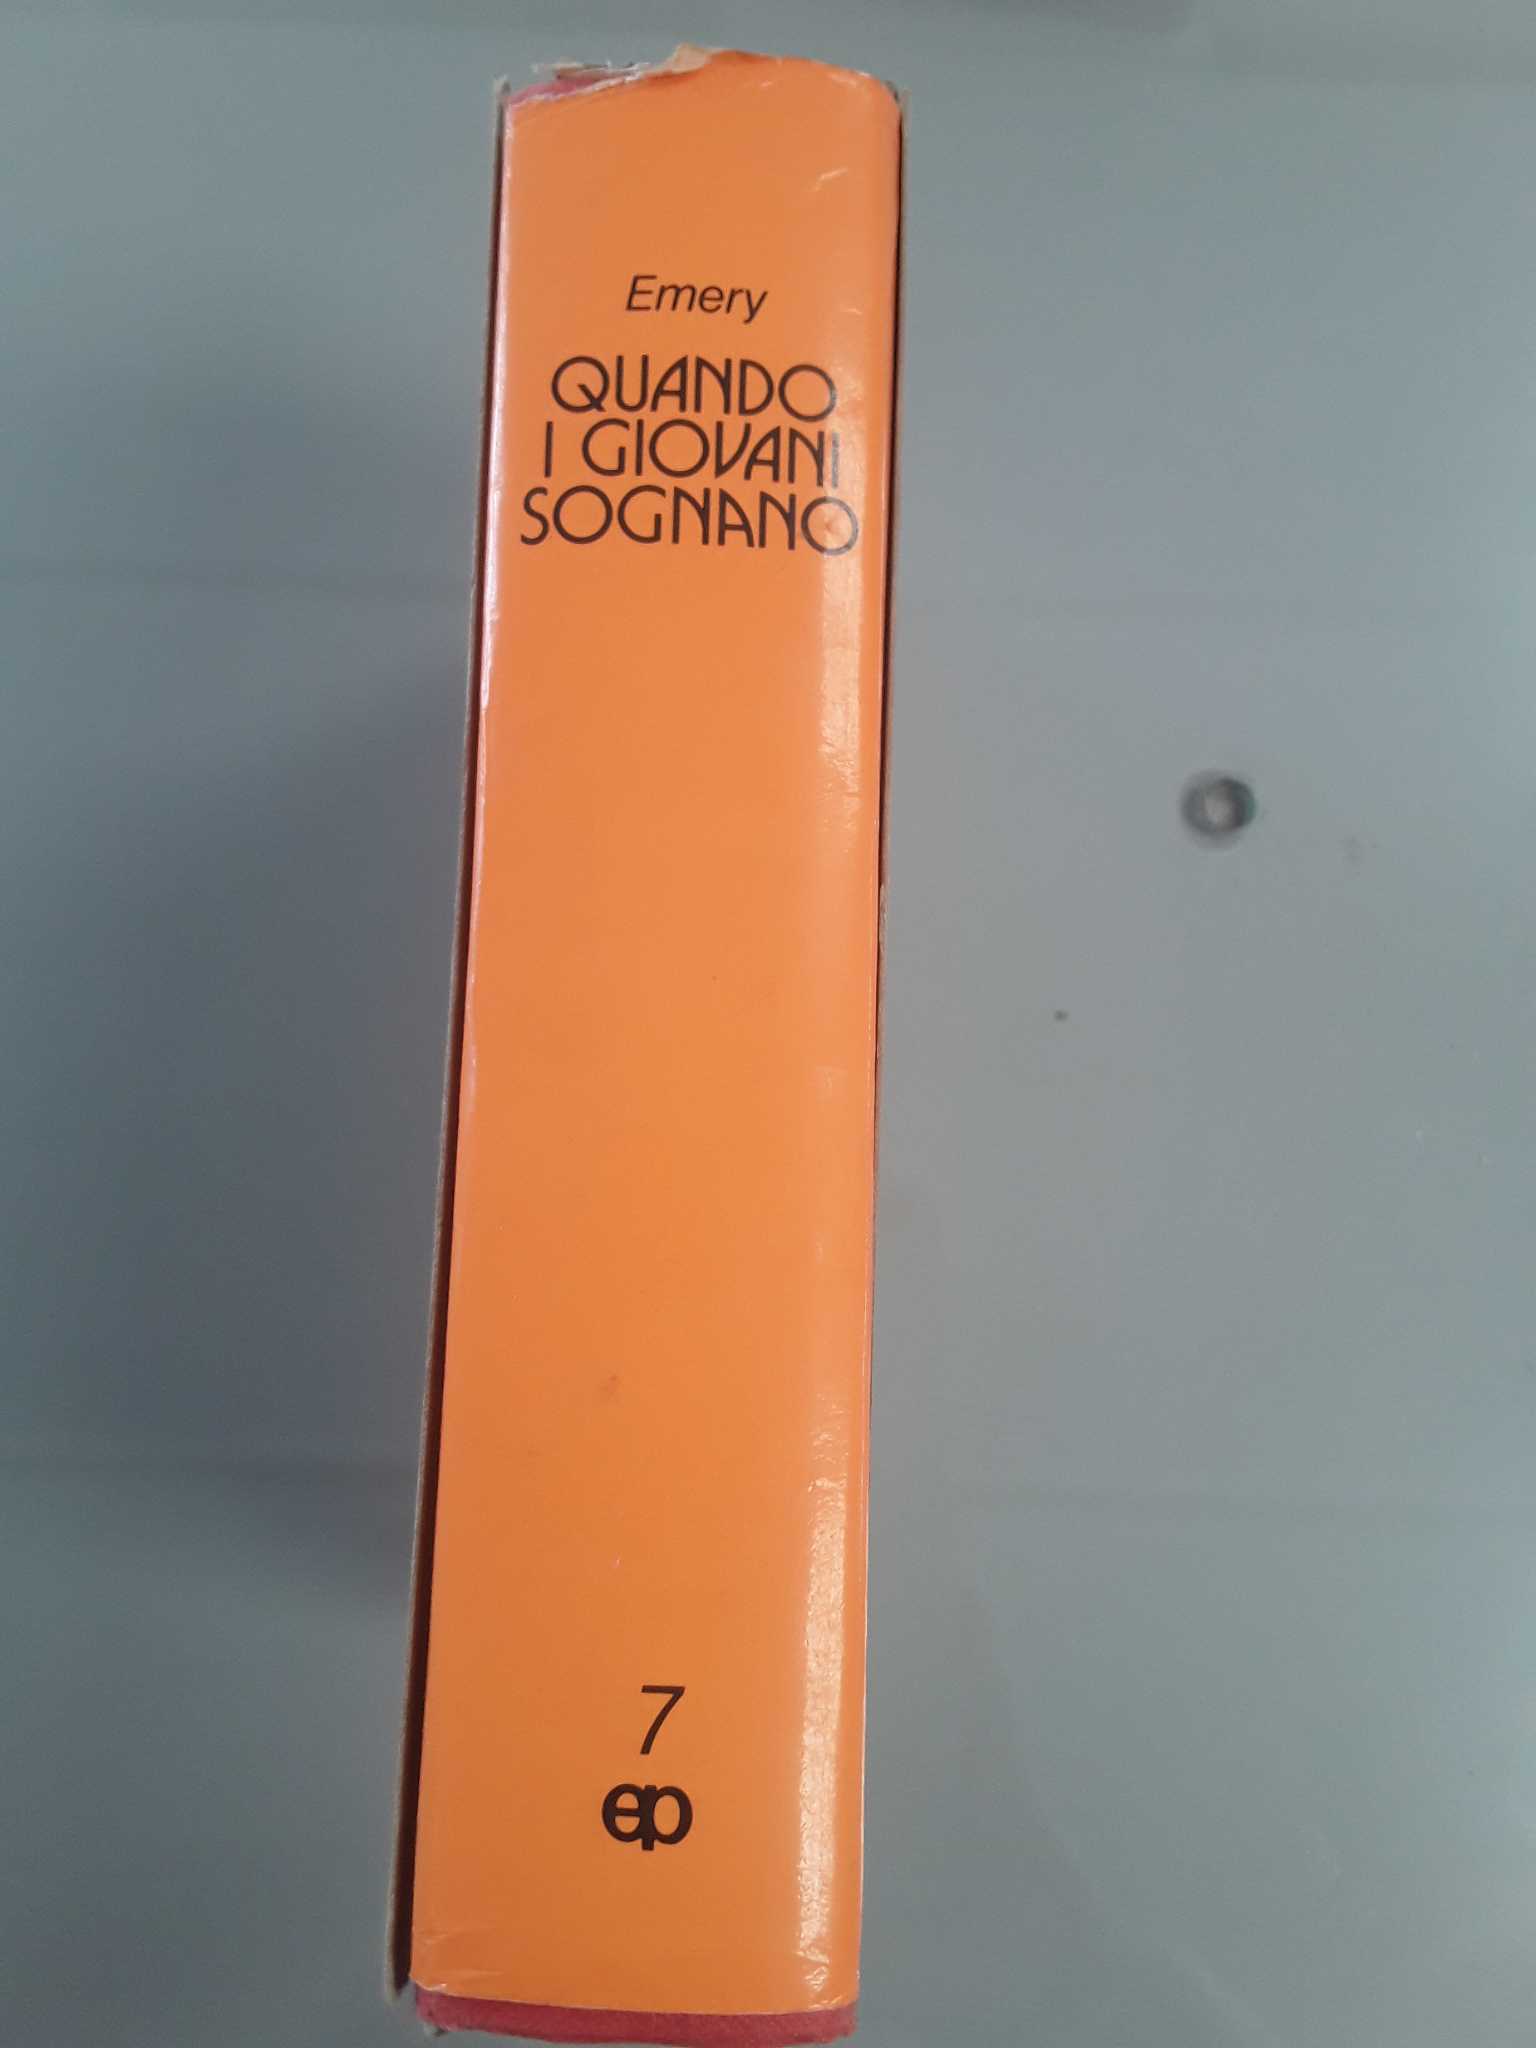 Emery
QUANDO
I GIOVANI
SOGNANO
7
ep